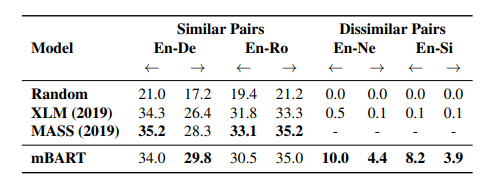 Similar Pairs Dissimilar Pairs
Model En-De En-Ro En-Ne En-Si
← → ← → ← → ← →
Random 21.0 17.2 19.4 21.2 0.0 0.0 0.0 0.0
XLM (2019) 34.3 26.4 31.8 33.3 0.5 0.1 0.1 0.1
MASS (2019) 35.2 28.3 33.1 35.2 - - - -
mBART 34.0 29.8 30.5 35.0 10.0 4.4 8.2 3.9